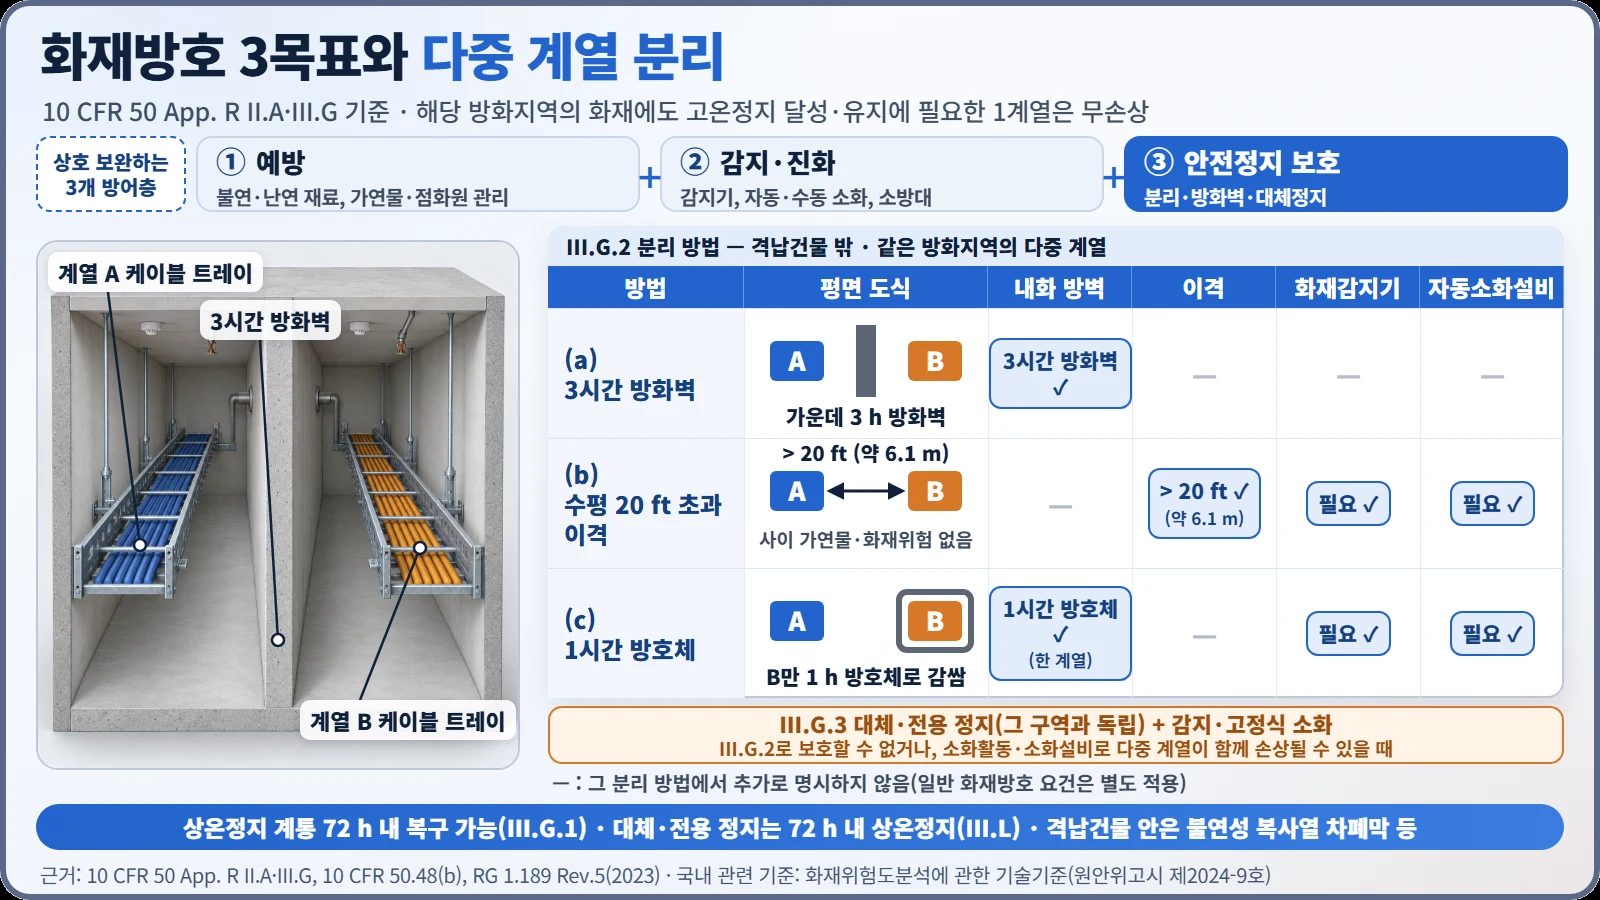 화재방호 3목표와 다중 계열 분리
10 CFR 50 App. R II.A·III.G 기준 · 해당 방화지역의 화재에도 고온정지 달성·유지에 필요한 1계열은 무손상
상호 보완하는
3개 방어층
① 예방
불연·난연 재료, 가연물·점화원 관리
+
② 감지·진화
감지기, 자동·수동 소화, 소방대
+
③ 안전정지 보호
분리·방화벽·대체정지
계열 A 케이블 트레이
3시간 방화벽
계열 B 케이블 트레이
III.G.2 분리 방법 — 격납건물 밖 · 같은 방화지역의 다중 계열
방법 평면 도식 내화 방벽 이격 화재감지기 자동소화설비
(a)
3시간 방화벽
A B
가운데 3 h 방화벽
3시간 방화벽
✓
— — —
(b)
수평 20 ft 초과
이격
> 20 ft (약 6.1 m)
A B
사이 가연물·화재위험 없음
—
> 20 ft ✓
(약 6.1 m)
필요 ✓
필요 ✓
(c)
1시간 방호체
A B
B만 1 h 방호체로 감쌈
1시간 방호체
✓
(한 계열)
—
필요 ✓
필요 ✓
III.G.3 대체·전용 정지(그 구역과 독립) + 감지·고정식 소화
III.G.2로 보호할 수 없거나, 소화활동·소화설비로 다중 계열이 함께 손상될 수 있을 때
— : 그 분리 방법에서 추가로 명시하지 않음(일반 화재방호 요건은 별도 적용)
상온정지 계통 72 h 내 복구 가능(III.G.1) · 대체·전용 정지는 72 h 내 상온정지(III.L) · 격납건물 안은 불연성 복사열 차폐막 등
근거: 10 CFR 50 App. R II.A·III.G, 10 CFR 50.48(b), RG 1.189 Rev.5(2023) · 국내 관련 기준: 화재위험도분석에 관한 기술기준(원안위고시 제2024-9호)